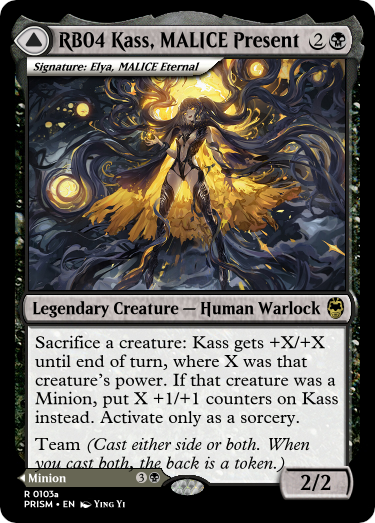 RB04 Kass, MALICE Present 2
Signature: Elya, MALICE Eternal
Legendary Creature — Human Warlock
Sacrifice a creature: Kass gets +X/+X
until end of turn, where X was that
creature's power. If that creature was a
Minion, put X +1/+1 counters on Kass
instead. Activate only as a sorcery.
Team (Cast either side or both. When
you cast both, the back is a token.)
Minion 3
2/2
R 0103a
PRISM • EN Ying Yi